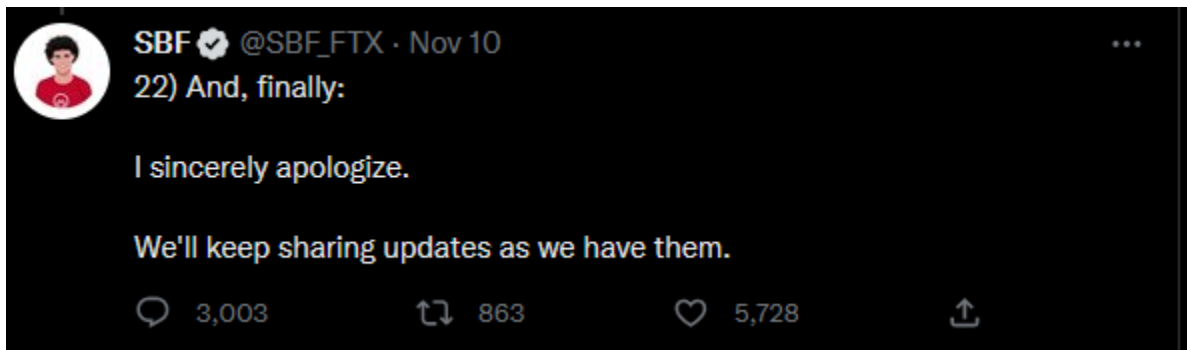 SBF @SBF_FTX · Nov 10
22) And, finally:
I sincerely apologize.
We'll keep sharing updates as we have them.
3,003 863 5,728